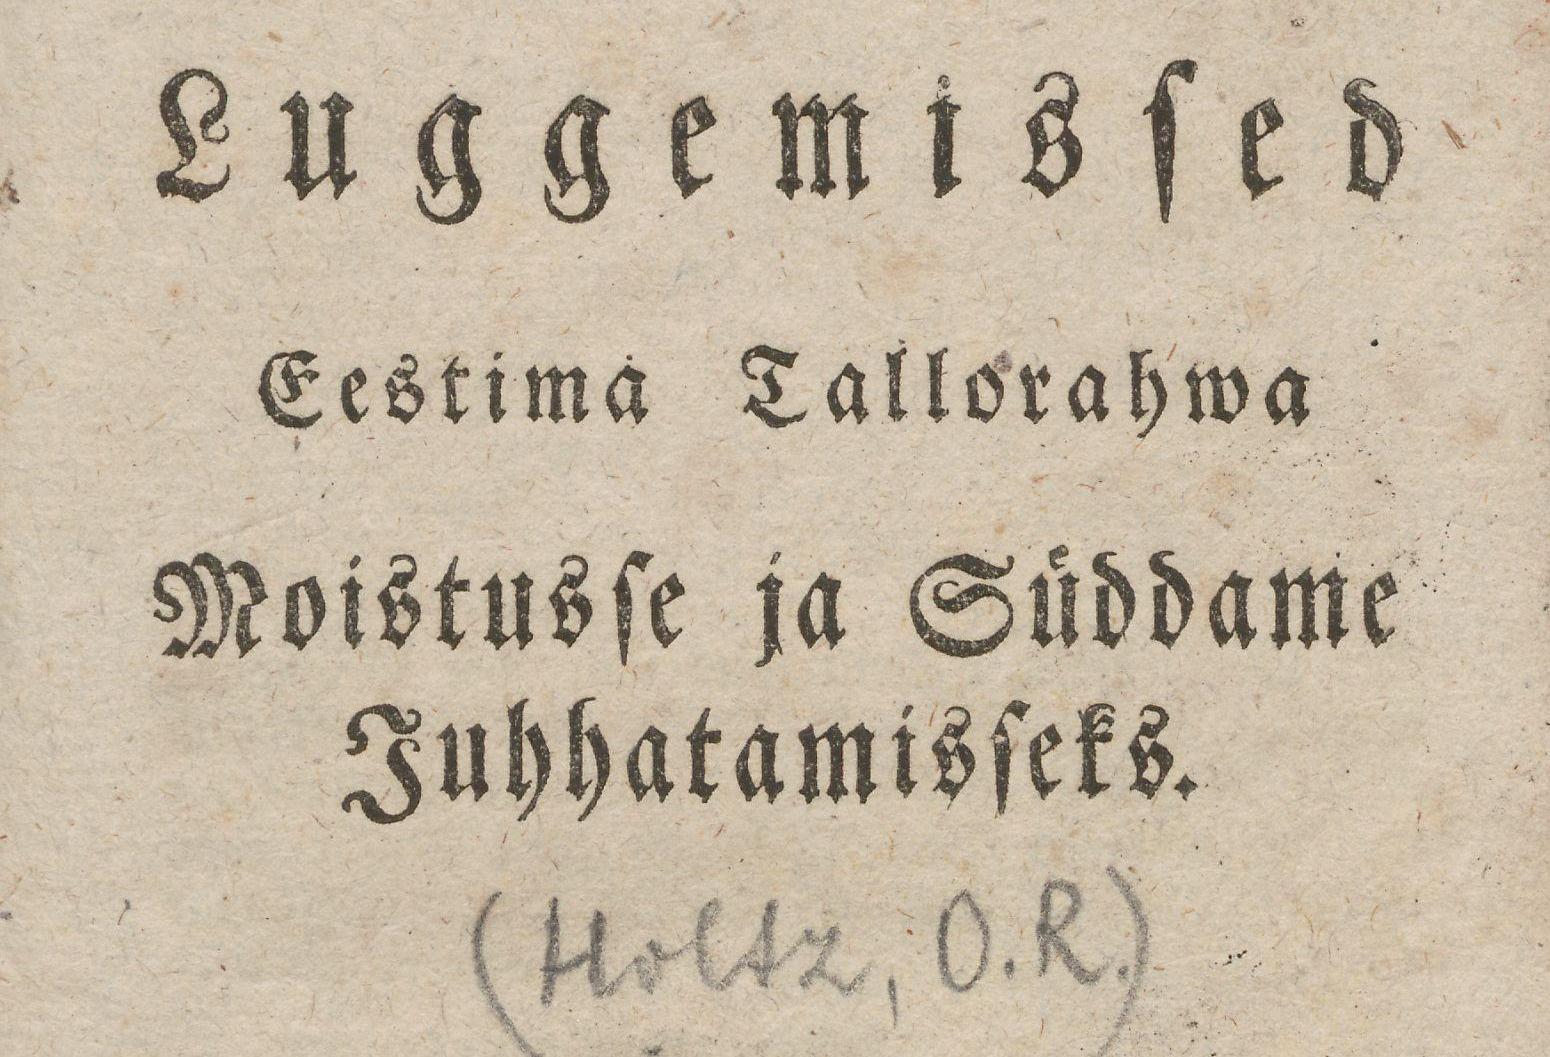 Luggemissed
Eestima Tallorahwa
Moistusse ja Süddame
Juhhatamisseks.
(Holtz, O.R.)